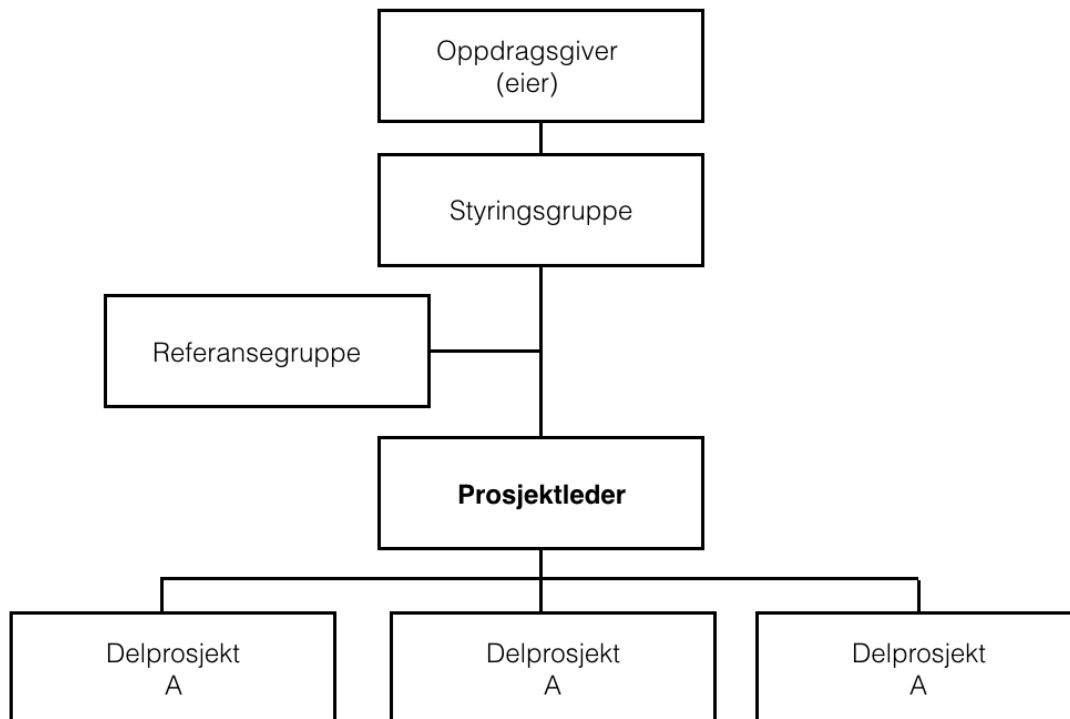 Oppdragsgiver
(eier)
Styringsgruppe
Referansegruppe
Prosjektleder
Delprosjekt
A
Delprosjekt
A
Delprosjekt
A